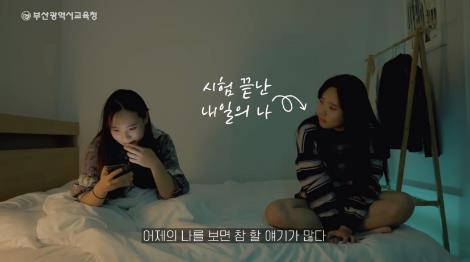 부산광역시교육청
시험 끝난
내일의 나
어제의 나를 보면 참 할 얘기가 많다